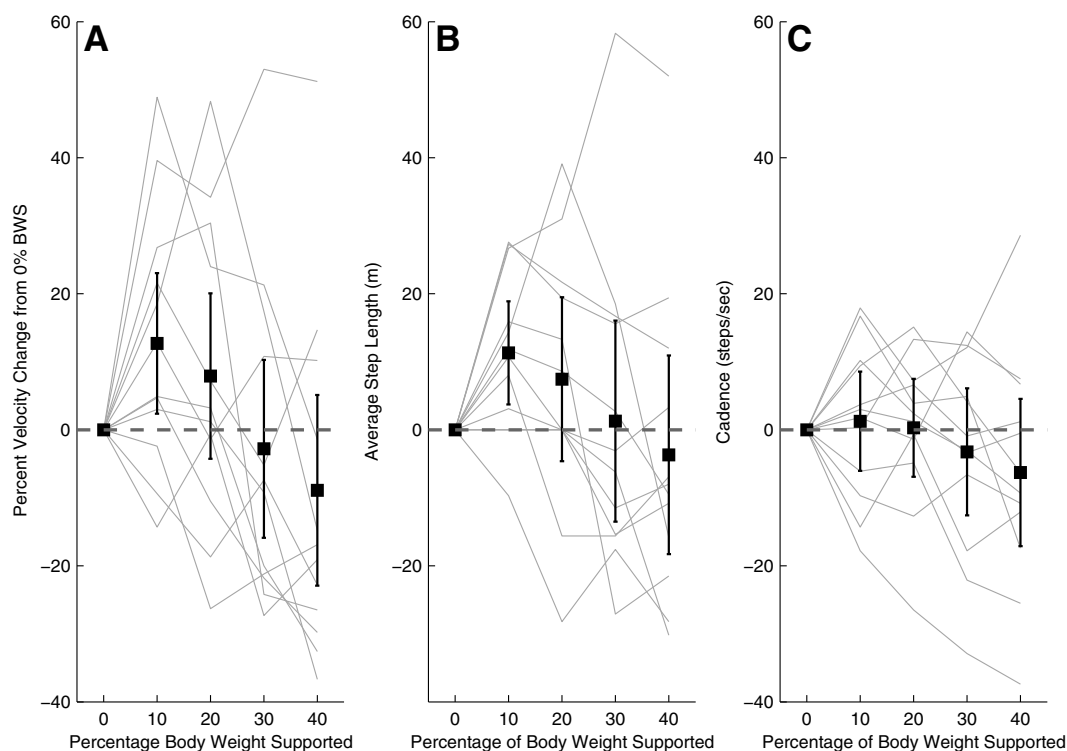 A
B
C
60
40
20
0
−20
−40
60
40
20
0
−20
−40
60
40
20
0
−20
−40
Percent Velocity Change from 0% BWS
Average Step Length (m)
Cadence (steps/sec)
0 10 20 30 40
0 10 20 30 40
0 10 20 30 40
Percentage Body Weight Supported
Percentage of Body Weight Supported
Percentage of Body Weight Supported